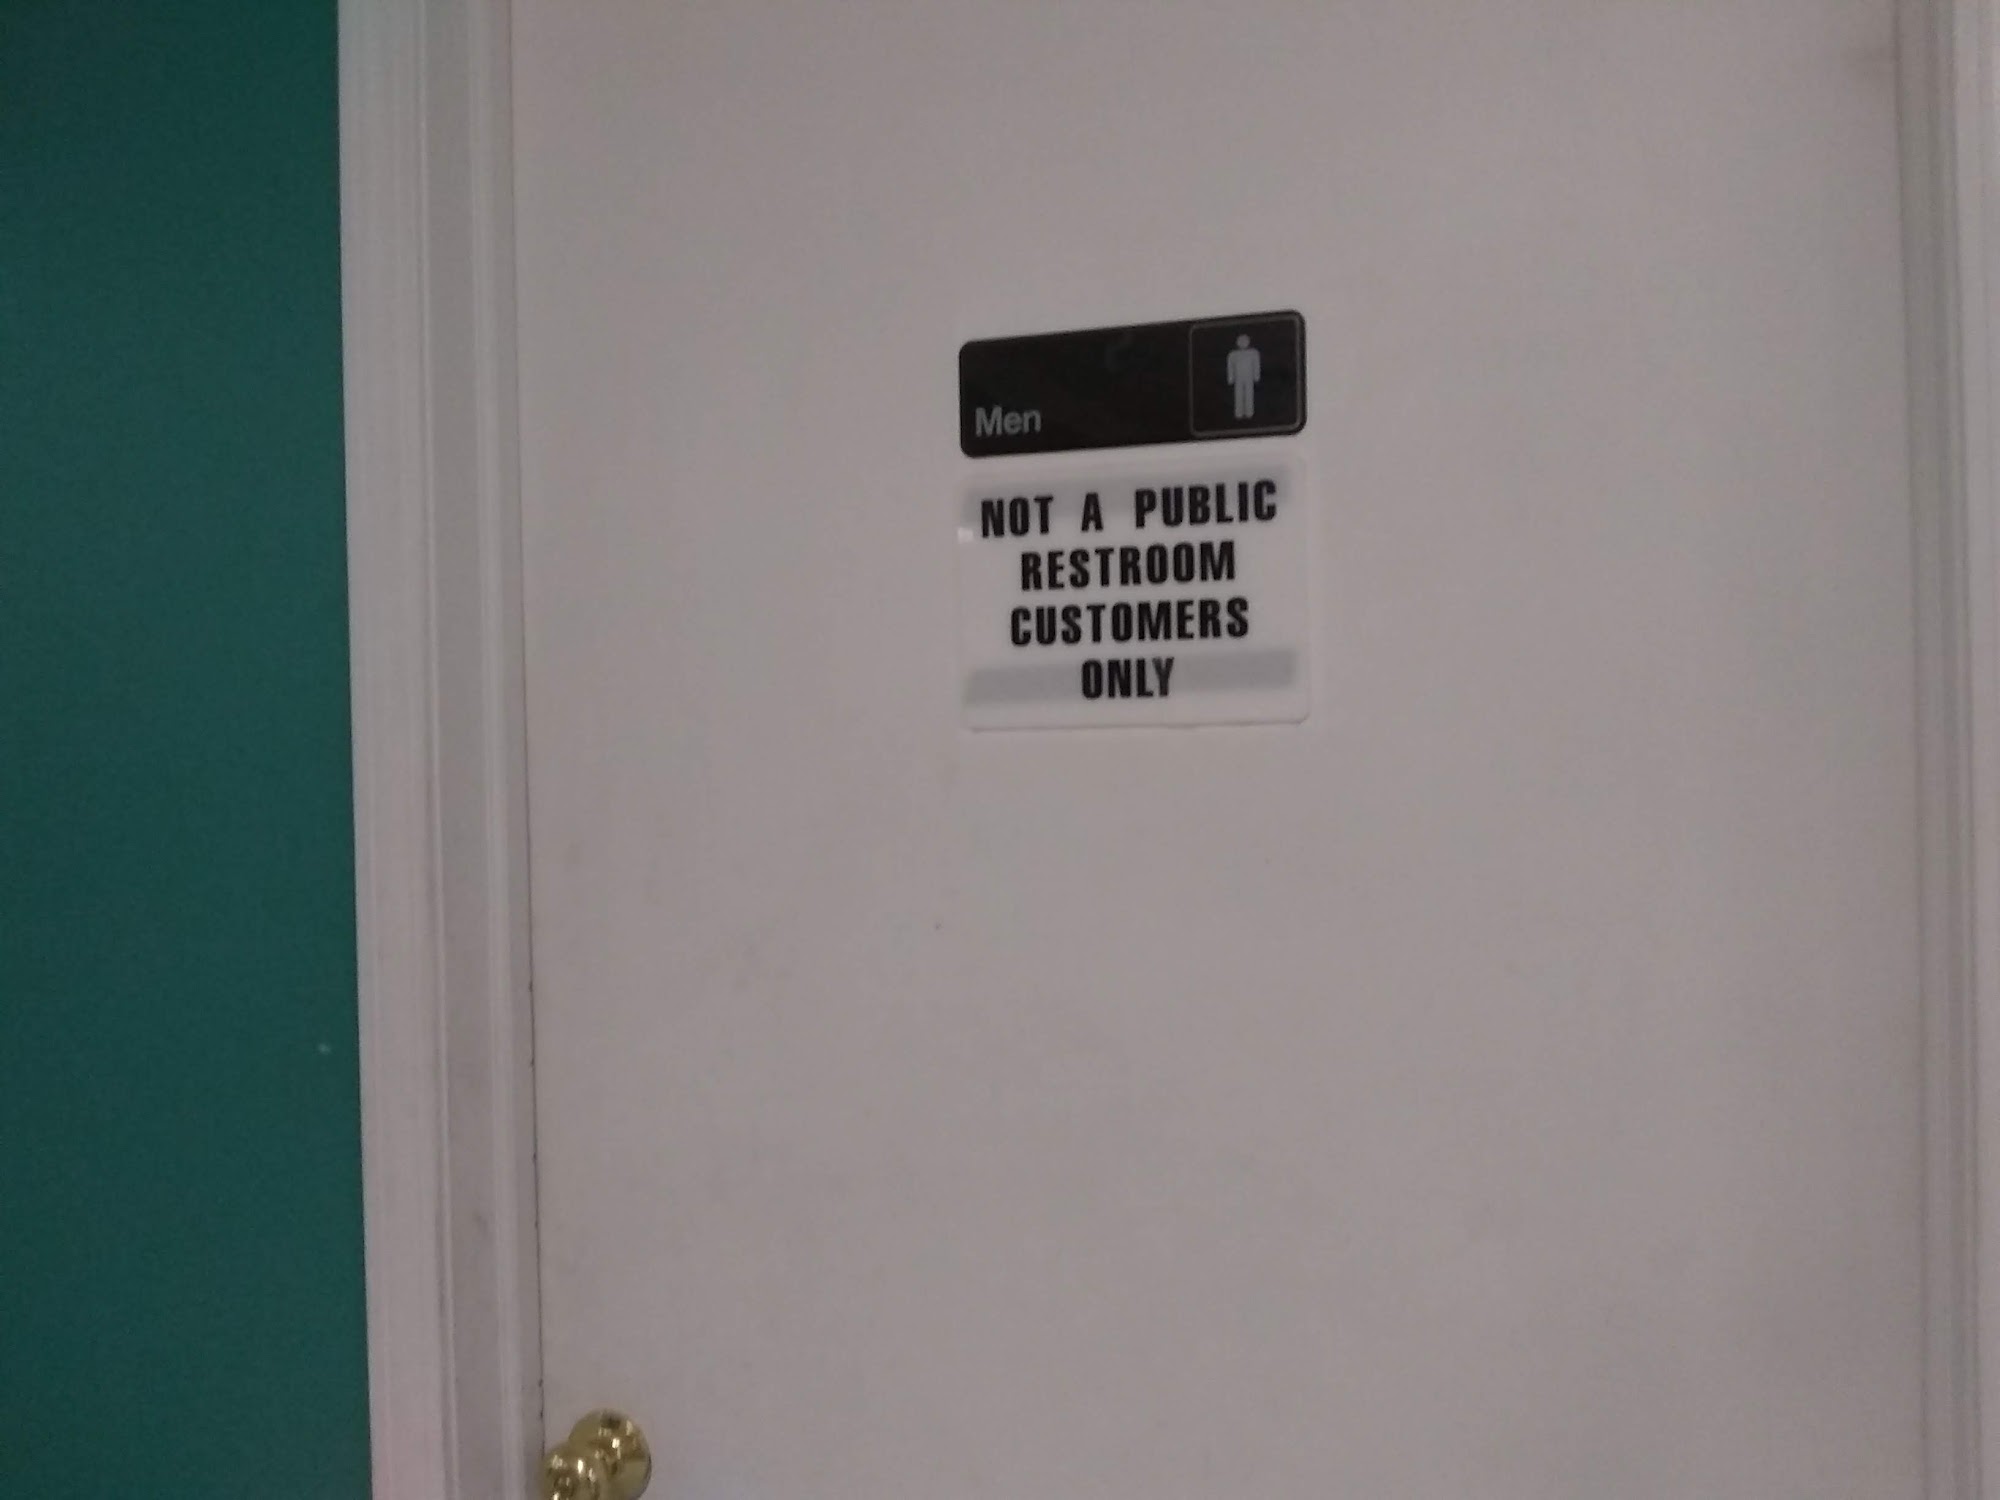 Men
NOT A PUBLIC
RESTROOM
CUSTOMERS
ONLY